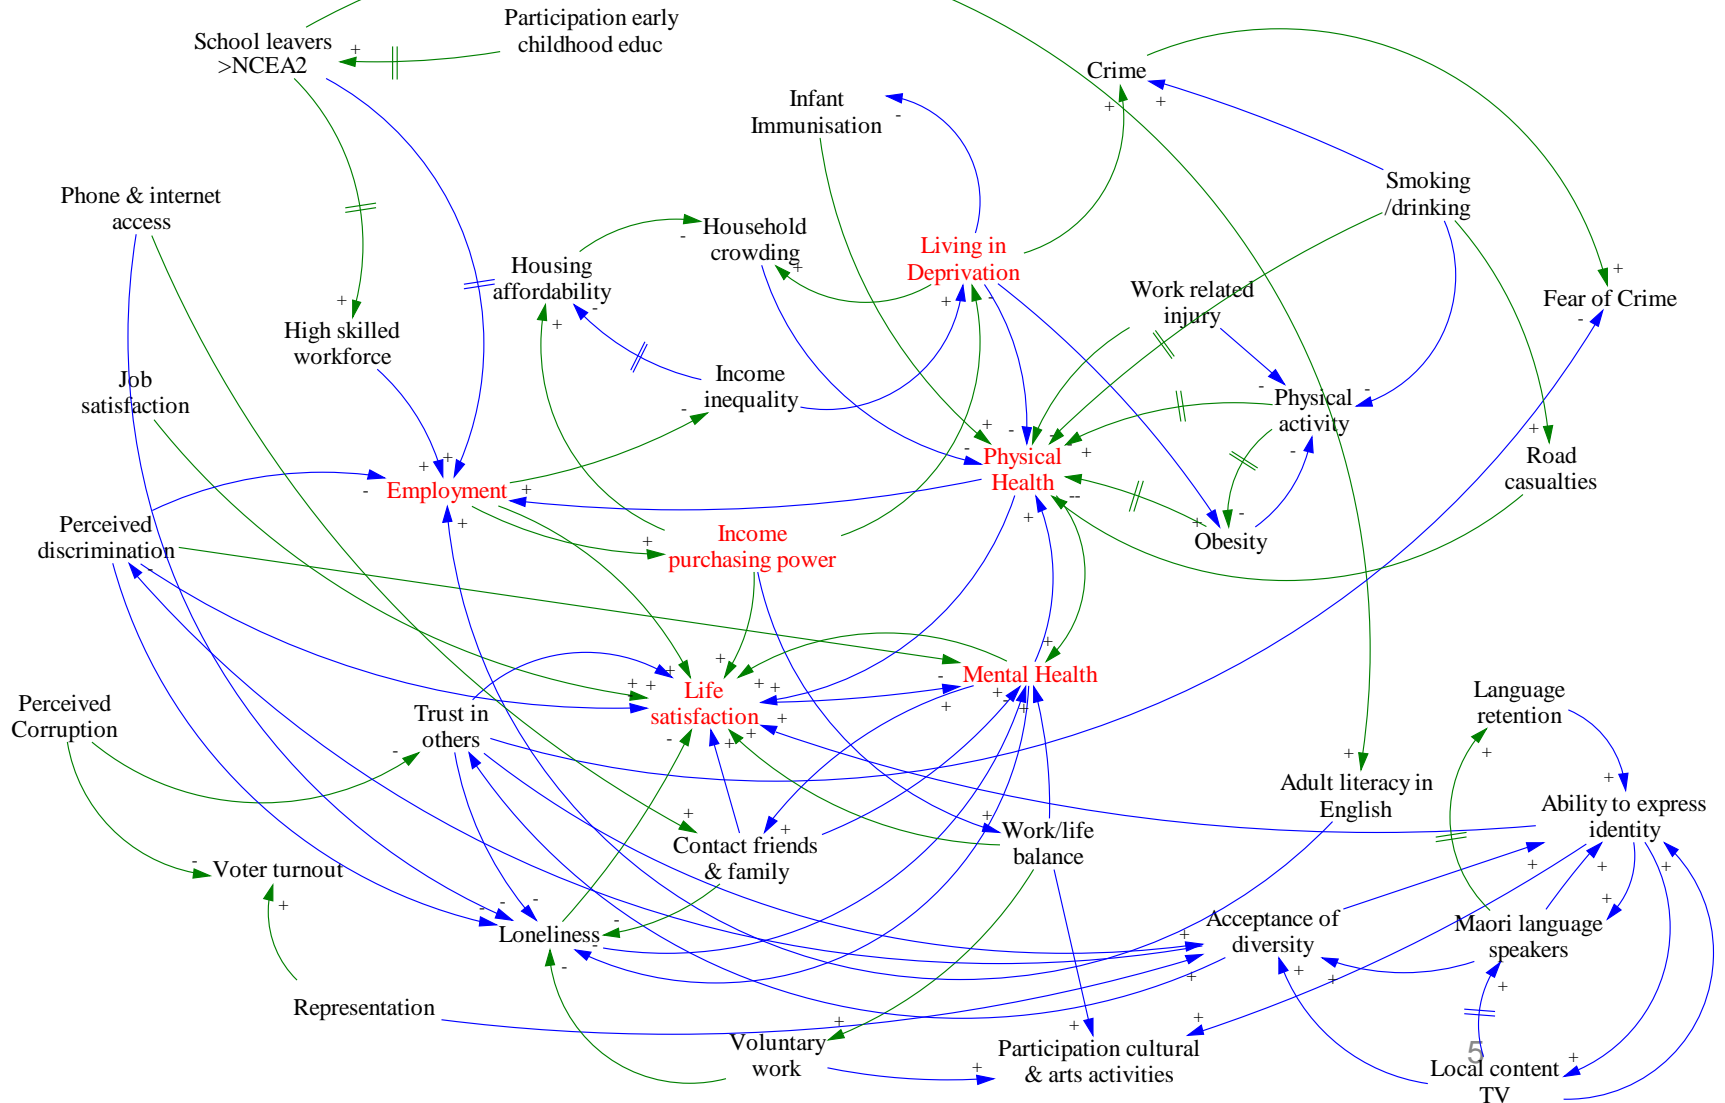 Participation early
childhood educ
School leavers
>NCEA2
Crime
Infant
Immunisation
Smoking
/drinking
Phone & internet
access
Household
crowding
Living in
Deprivation
Housing
affordability
Work related
injury
Fear of Crime
High skilled
workforce
Job
satisfaction
Income
inequality
Physical
activity
Physical
Health
Road
casualties
Employment
Perceived
discrimination
Income
purchasing power
Obesity
Mental Health
Life
satisfaction
Language
retention
Perceived
Corruption
Trust in
others
Adult literacy in
English
Ability to express
identity
Contact friends
& family
Work/life
balance
Voter turnout
Loneliness
Acceptance of
diversity
Maori language
speakers
Representation
Voluntary
work
Participation cultural
& arts activities
5
Local content
TV